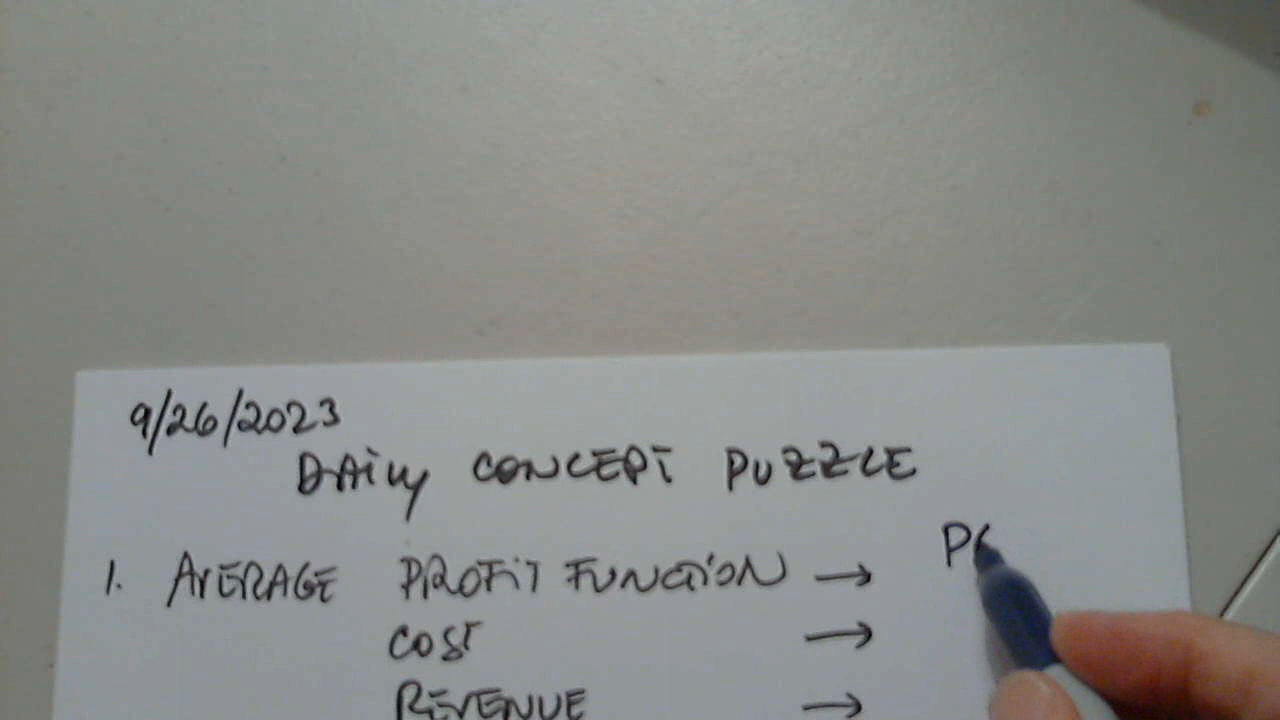 9/26/2023
DAily CONCEPT PUZZLE
1. AVERAGE PROFiT FUNCTiON → P(
COST →
REVENUE →